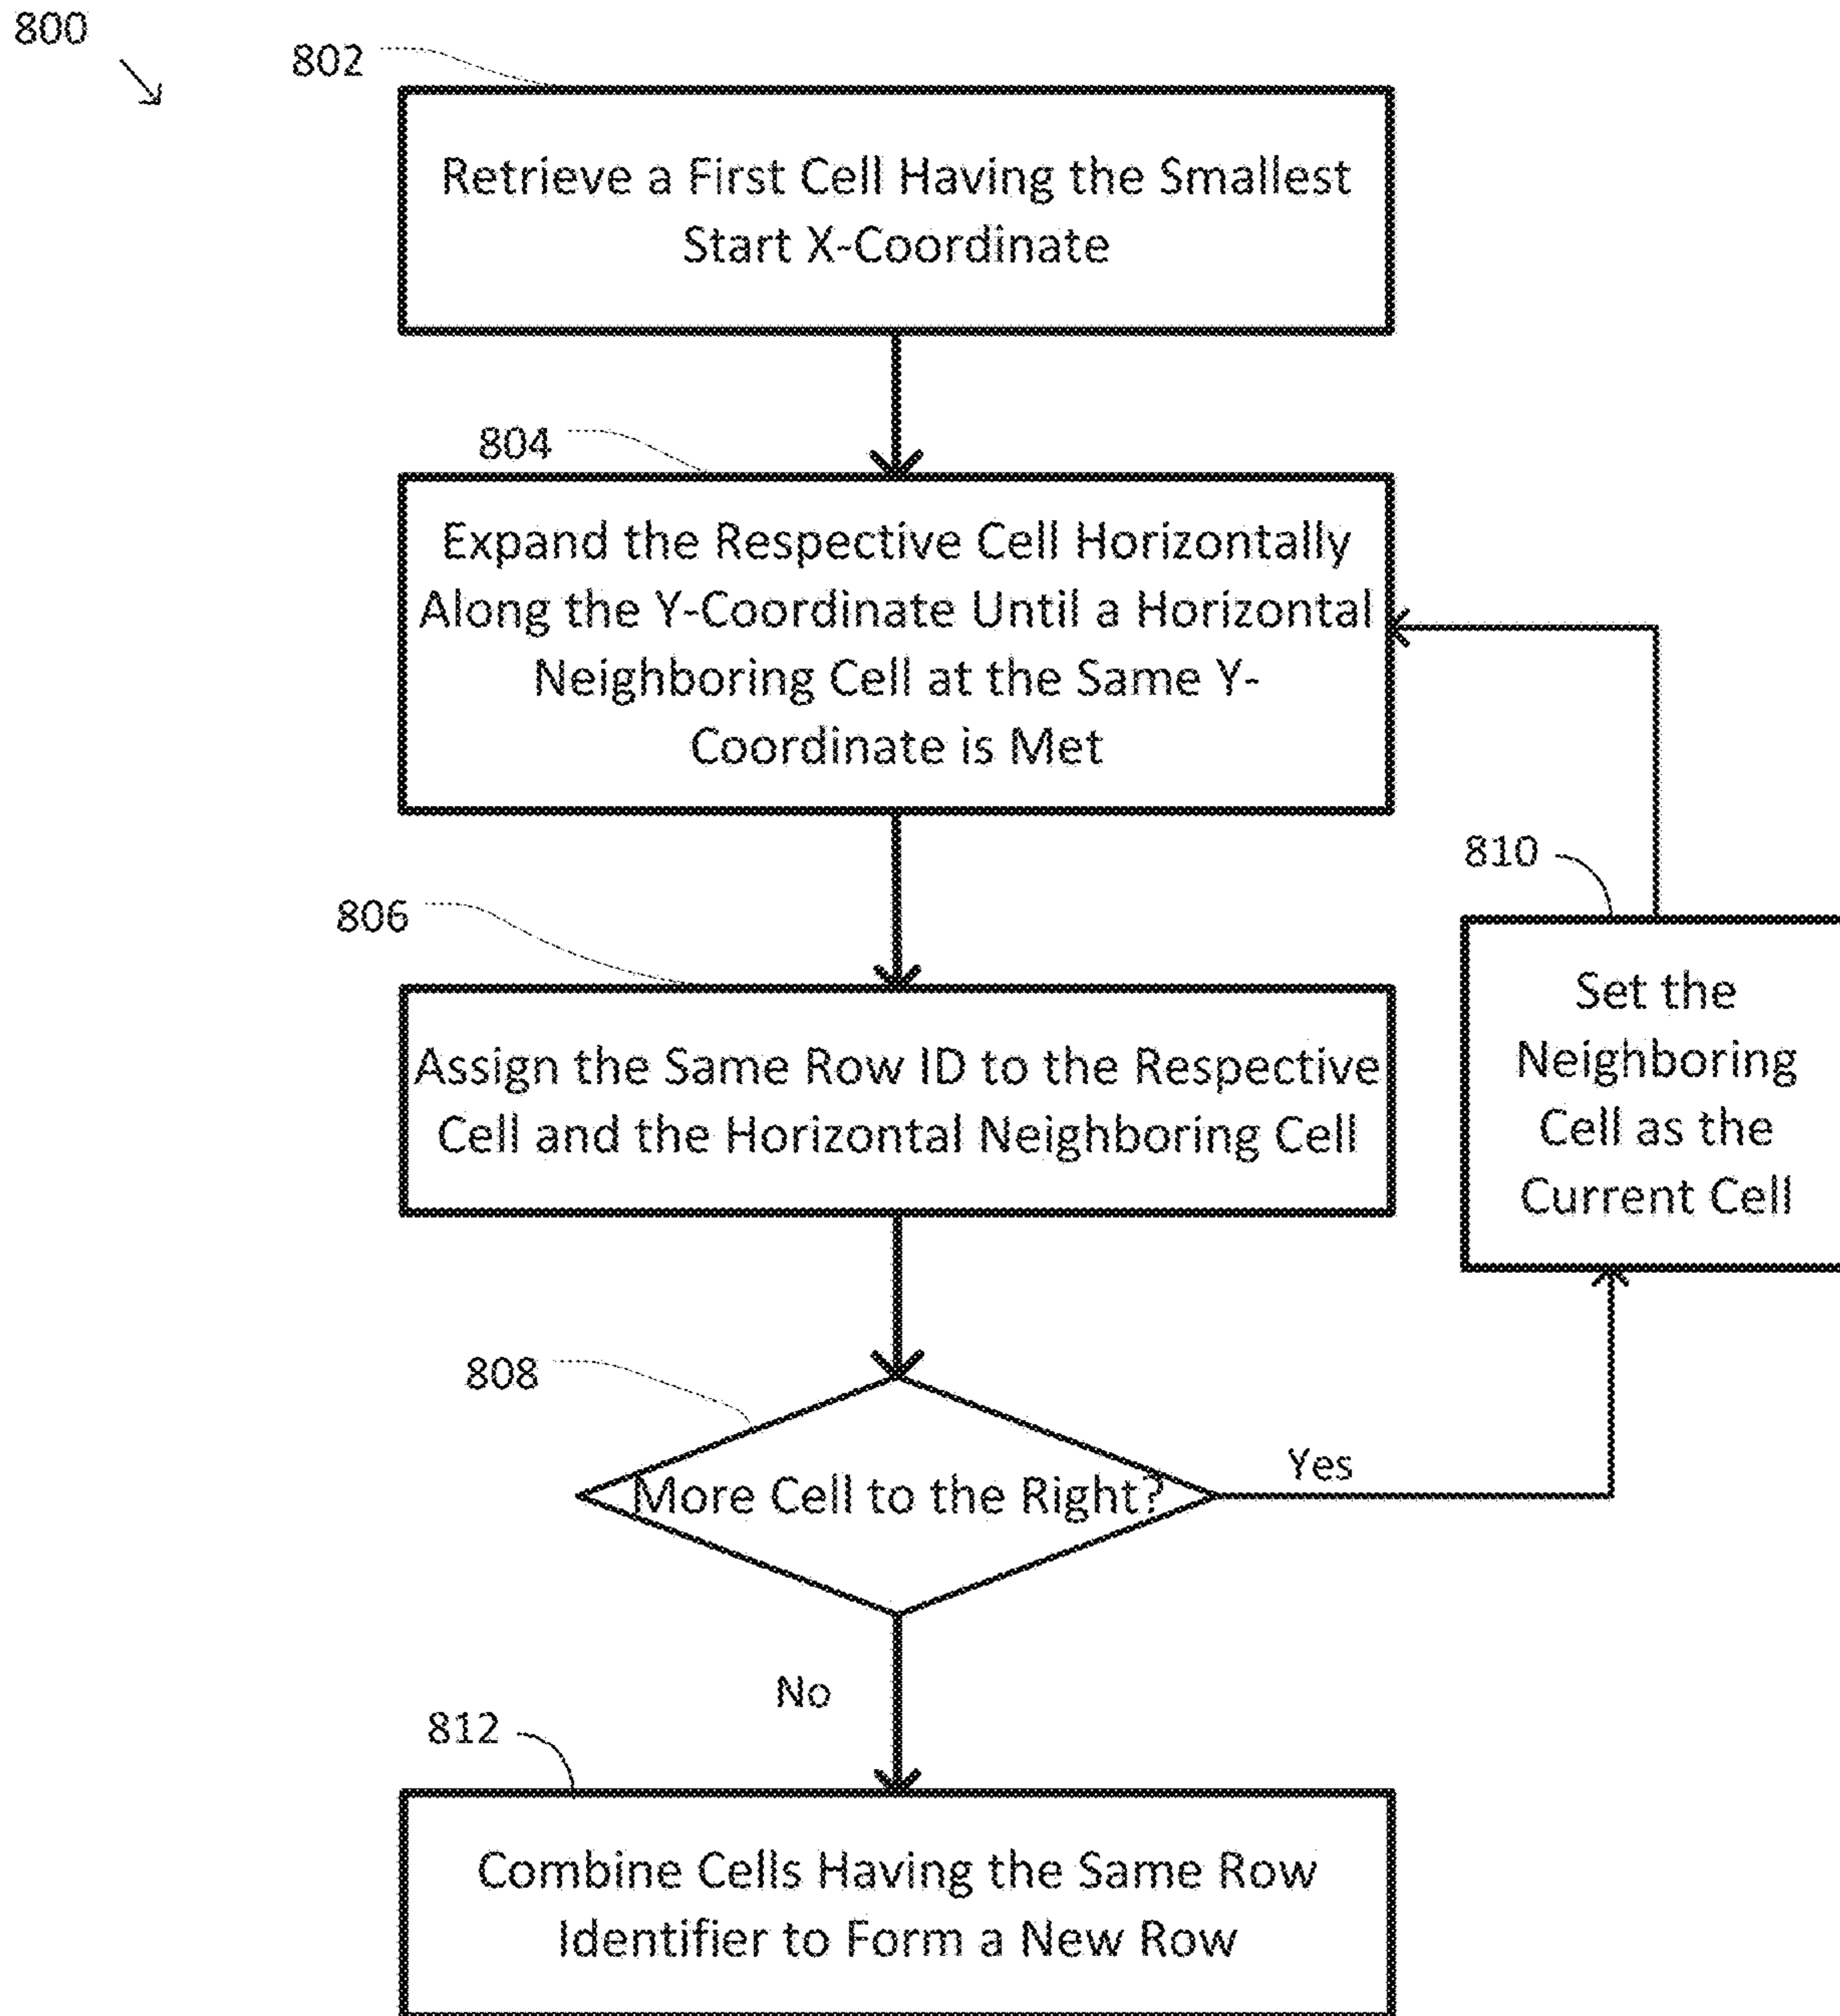 800
802
Retrieve a First Cell Having the Smallest
Start X-Coordinate
804
Expand the Respective Cell Horizontally
Along the Y-Coordinate Until a Horizontal
Neighboring Cell at the Same Y-
Coordinate is Met
806
Assign the Same Row ID to the Respective
Cell and the Horizontal Neighboring Cell
810
Set the
Neighboring
Cell as the
Current Cell
808
More Cell to the Right?
Yes
No
812
Combine Cells Having the Same Row
Identifier to Form a New Row